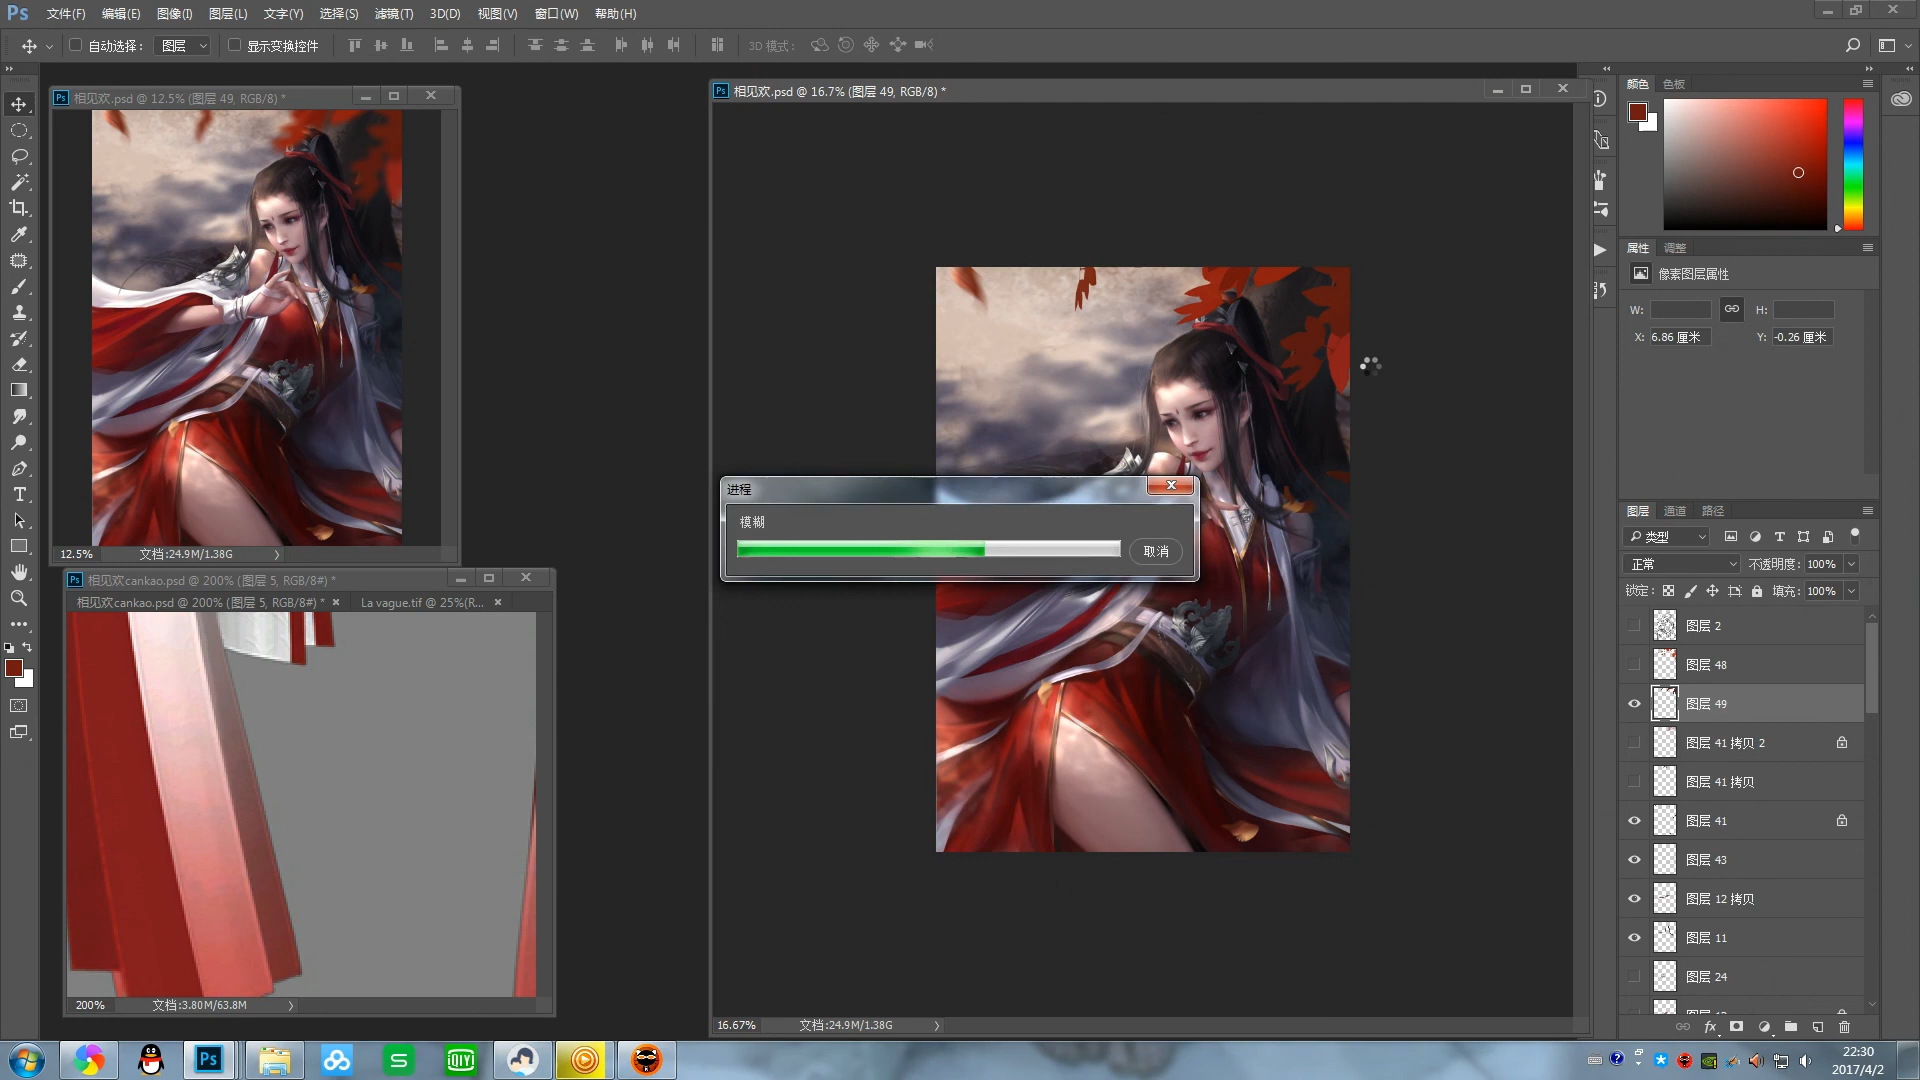 Ps 文件(F) 编辑(E) 图像(I) 图层(L) 文字(Y) 选择(S) 滤镜(T) 3D(D) 视图(V) 窗口(W) 帮助(H)
自动选择： 图层 显示变换控件 3D 模式：
Ps 相见欢.psd @ 12.5% (图层 49, RGB/8) *
12.5% 文档:24.9M/1.38G
Ps 相见欢cankao.psd @ 200% (图层 5, RGB/8#) *
相见欢cankao.psd @ 200% (图层 5, RGB/8#) * La vague.tif @ 25%(R...
200% 文档:3.80M/63.8M
Ps 相见欢.psd @ 16.7% (图层 49, RGB/8) *
进程
模糊
取消
16.67% 文档:24.9M/1.38G
颜色 色板
属性 调整
像素图层属性
W: H:
X: 6.86 厘米 Y: -0.26 厘米
图层 通道 路径
类型
正常 不透明度: 100%
锁定: 填充: 100%
图层 2
图层 48
图层 49
图层 41 拷贝 2
图层 41 拷贝
图层 41
图层 43
图层 12 拷贝
图层 11
图层 24
fx
Ps S QIYI
22:30
2017/4/2